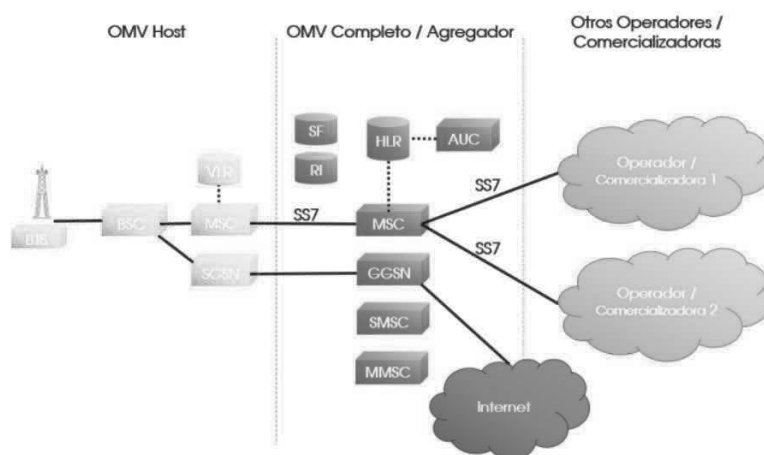 OMV Host
OMV Completo / Agregador
Otros Operadores /
Comercializadoras
SF
HLR
AUC
RI
VLR
Operador /
Comercializadora 1
SS7
BTS
BSC
MSC
SS7
MSC
SS7
SGSN
GGSN
Operador /
Comercializadora 2
SMSC
MMSC
Internet